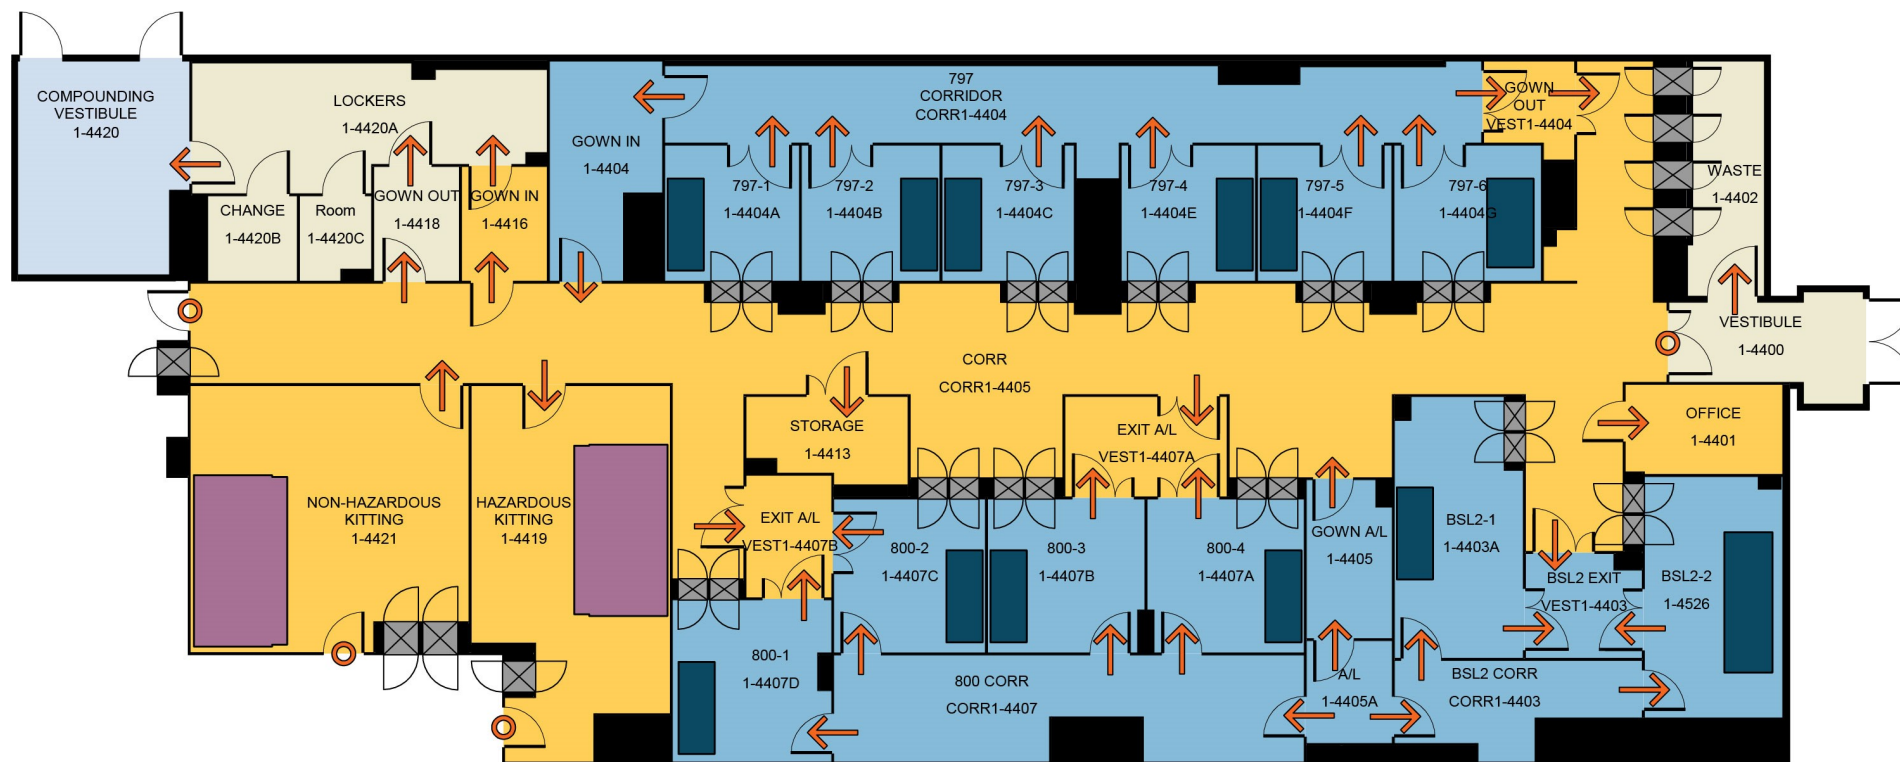 COMPOUNDING
VESTIBULE
1-4420
LOCKERS
1-4420A
CHANGE
1-4420B
Room
1-4420C
GOWN OUT
1-4418
GOWN IN
1-4416
GOWN IN
1-4404
797
CORRIDOR
CORR1-4404
797-1
1-4404A
797-2
1-4404B
797-3
1-4404C
797-4
1-4404E
797-5
1-4404F
797-6
1-4404G
GOWN
OUT
VEST1-4404
WASTE
1-4402
VESTIBULE
1-4400
CORR
CORR1-4405
STORAGE
1-4413
EXIT A/L
VEST1-4407A
OFFICE
1-4401
NON-HAZARDOUS
KITTING
1-4421
HAZARDOUS
KITTING
1-4419
EXIT A/L
VEST1-4407B
800-2
1-4407C
800-3
1-4407B
800-4
1-4407A
GOWN A/L
1-4405
BSL2-1
1-4403A
BSL2 EXIT
VEST1-4403
BSL2-2
1-4526
800-1
1-4407D
800 CORR
CORR1-4407
A/L
1-4405A
BSL2 CORR
CORR1-4403